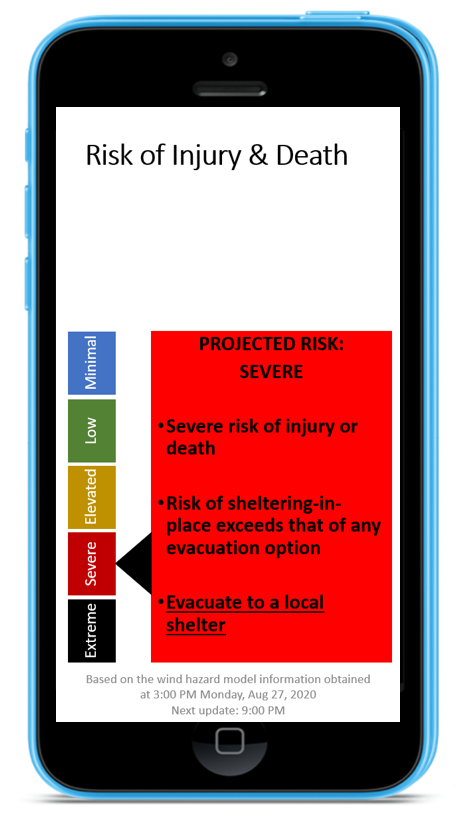 Risk of Injury & Death
Minimal
Low
Elevated
Severe
Extreme
PROJECTED RISK:
SEVERE
•Severe risk of injury or
death
•Risk of sheltering-in-
place exceeds that of any
evacuation option
•Evacuate to a local
shelter
Based on the wind hazard model information obtained
at 3:00 PM Monday, Aug 27, 2020
Next update: 9:00 PM